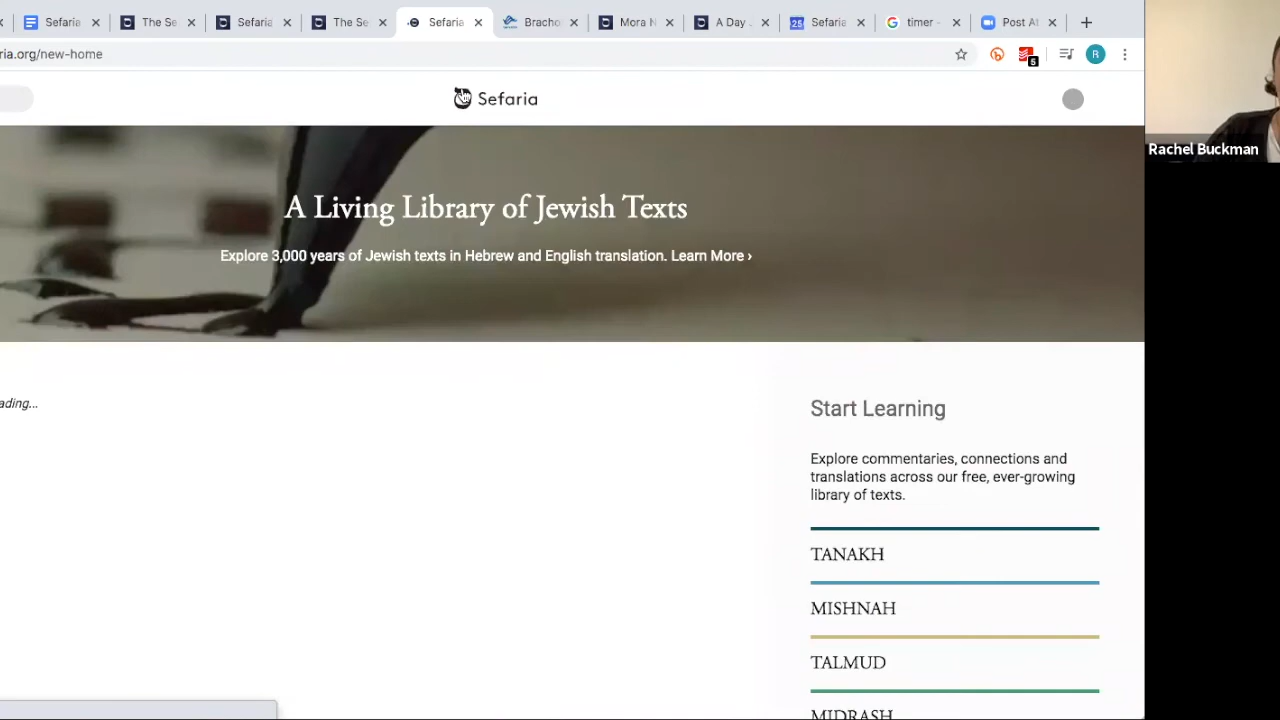 Sefaria
The Se
Sefaria
The Se
Sefaria
Bracho
Mora N
A Day
Sefaria
timer -
Post At
ria.org/new-home
5
R
Sefaria
Rachel Buckman
A Living Library of Jewish Texts
Explore 3,000 years of Jewish texts in Hebrew and English translation. Learn More ›
ading...
Start Learning
Explore commentaries, connections and
translations across our free, ever-growing
library of texts.
TANAKH
MISHNAH
TALMUD
MIDRASH